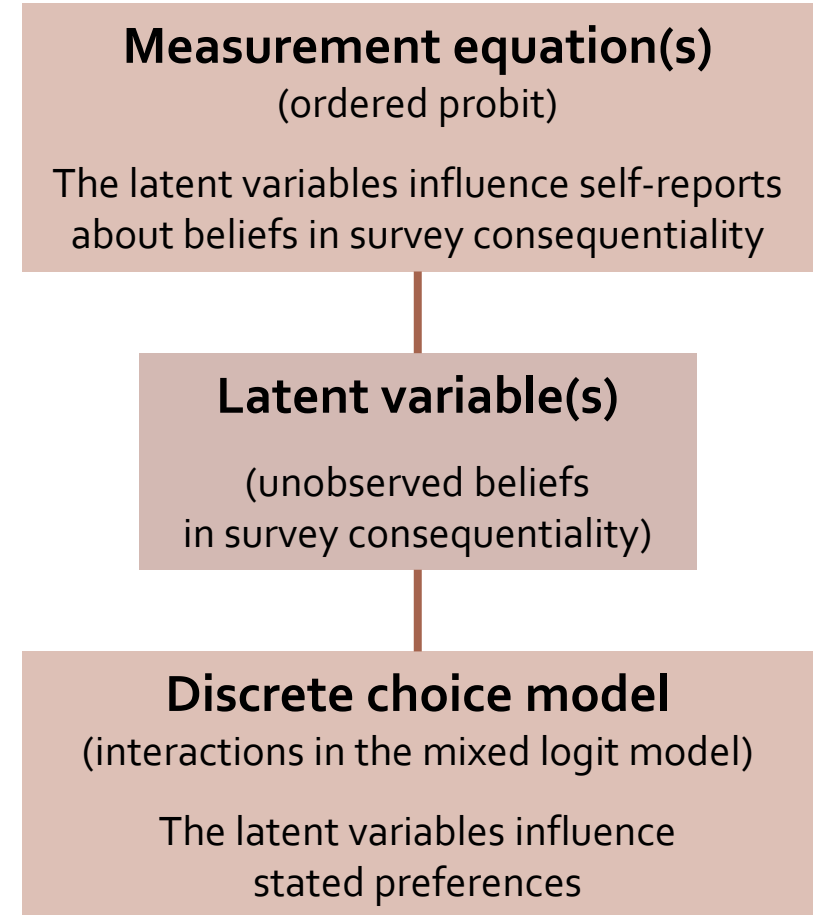 Measurement equation(s)
(ordered probit)
The latent variables influence self-reports
about beliefs in survey consequentiality
Latent variable(s)
(unobserved beliefs
in survey consequentiality)
Discrete choice model
(interactions in the mixed logit model)
The latent variables influence
stated preferences